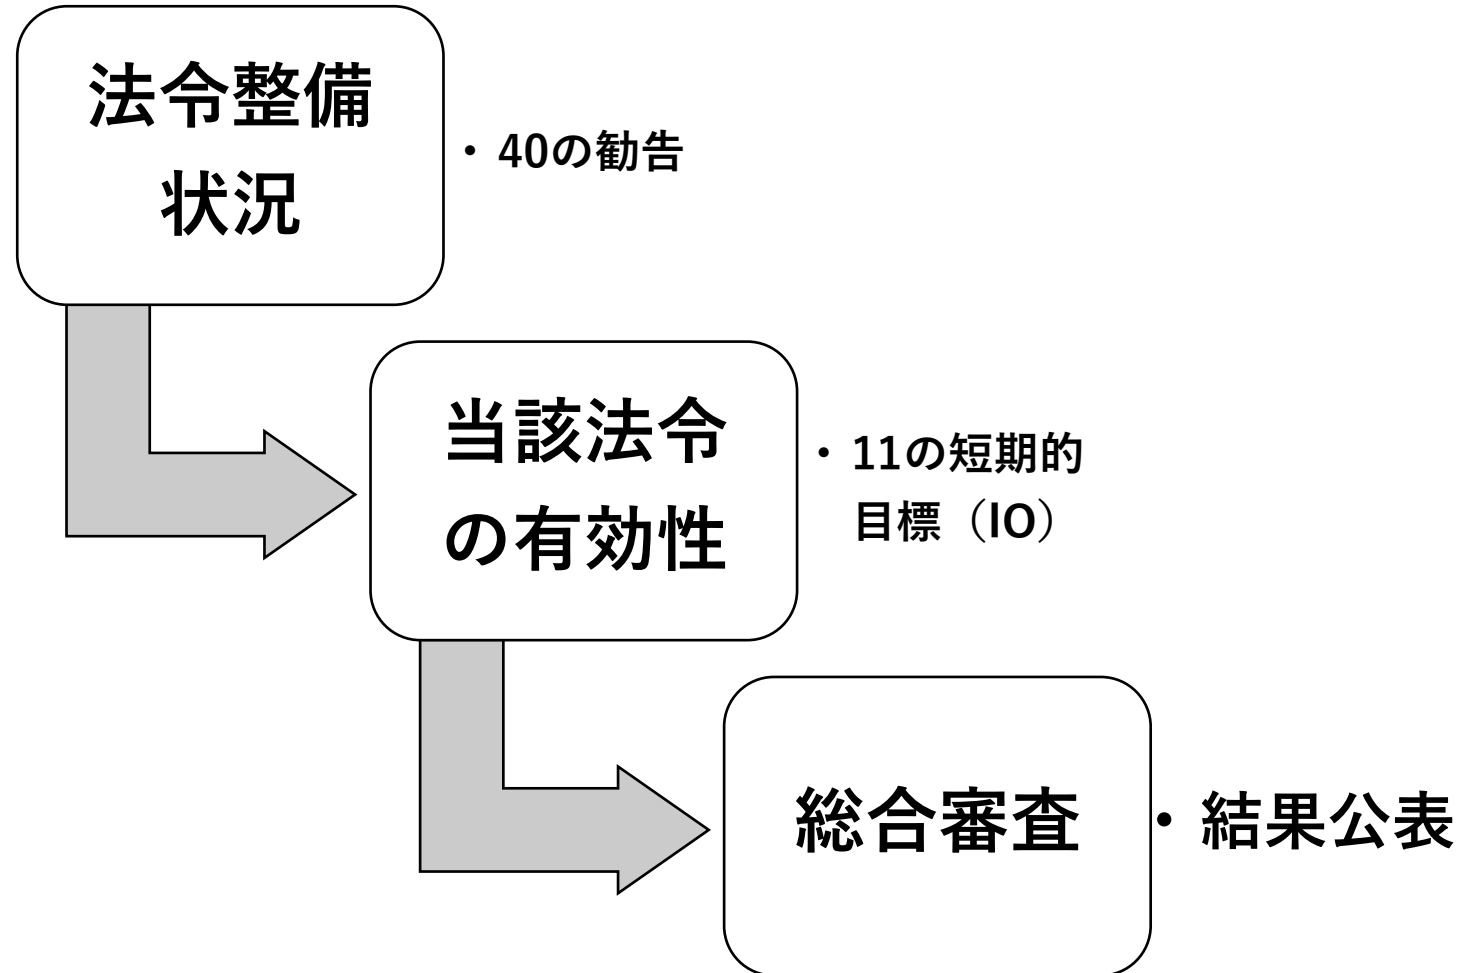 法令整備
状況
・40の勧告
当該法令
の有効性
・11の短期的
目標（IO）
総合審査
・結果公表